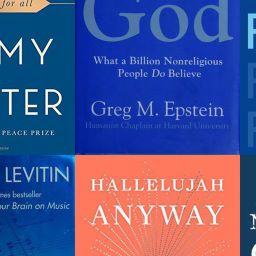 for all
MY
TER
PEACE PRIZE
God
What a Billion Nonreligious
People Do Believe
Greg M. Epstein
Humanist Chaplain at Harvard University
LEVITIN
nes bestseller
our Brain on Music
HALLELUJAH
ANYWAY